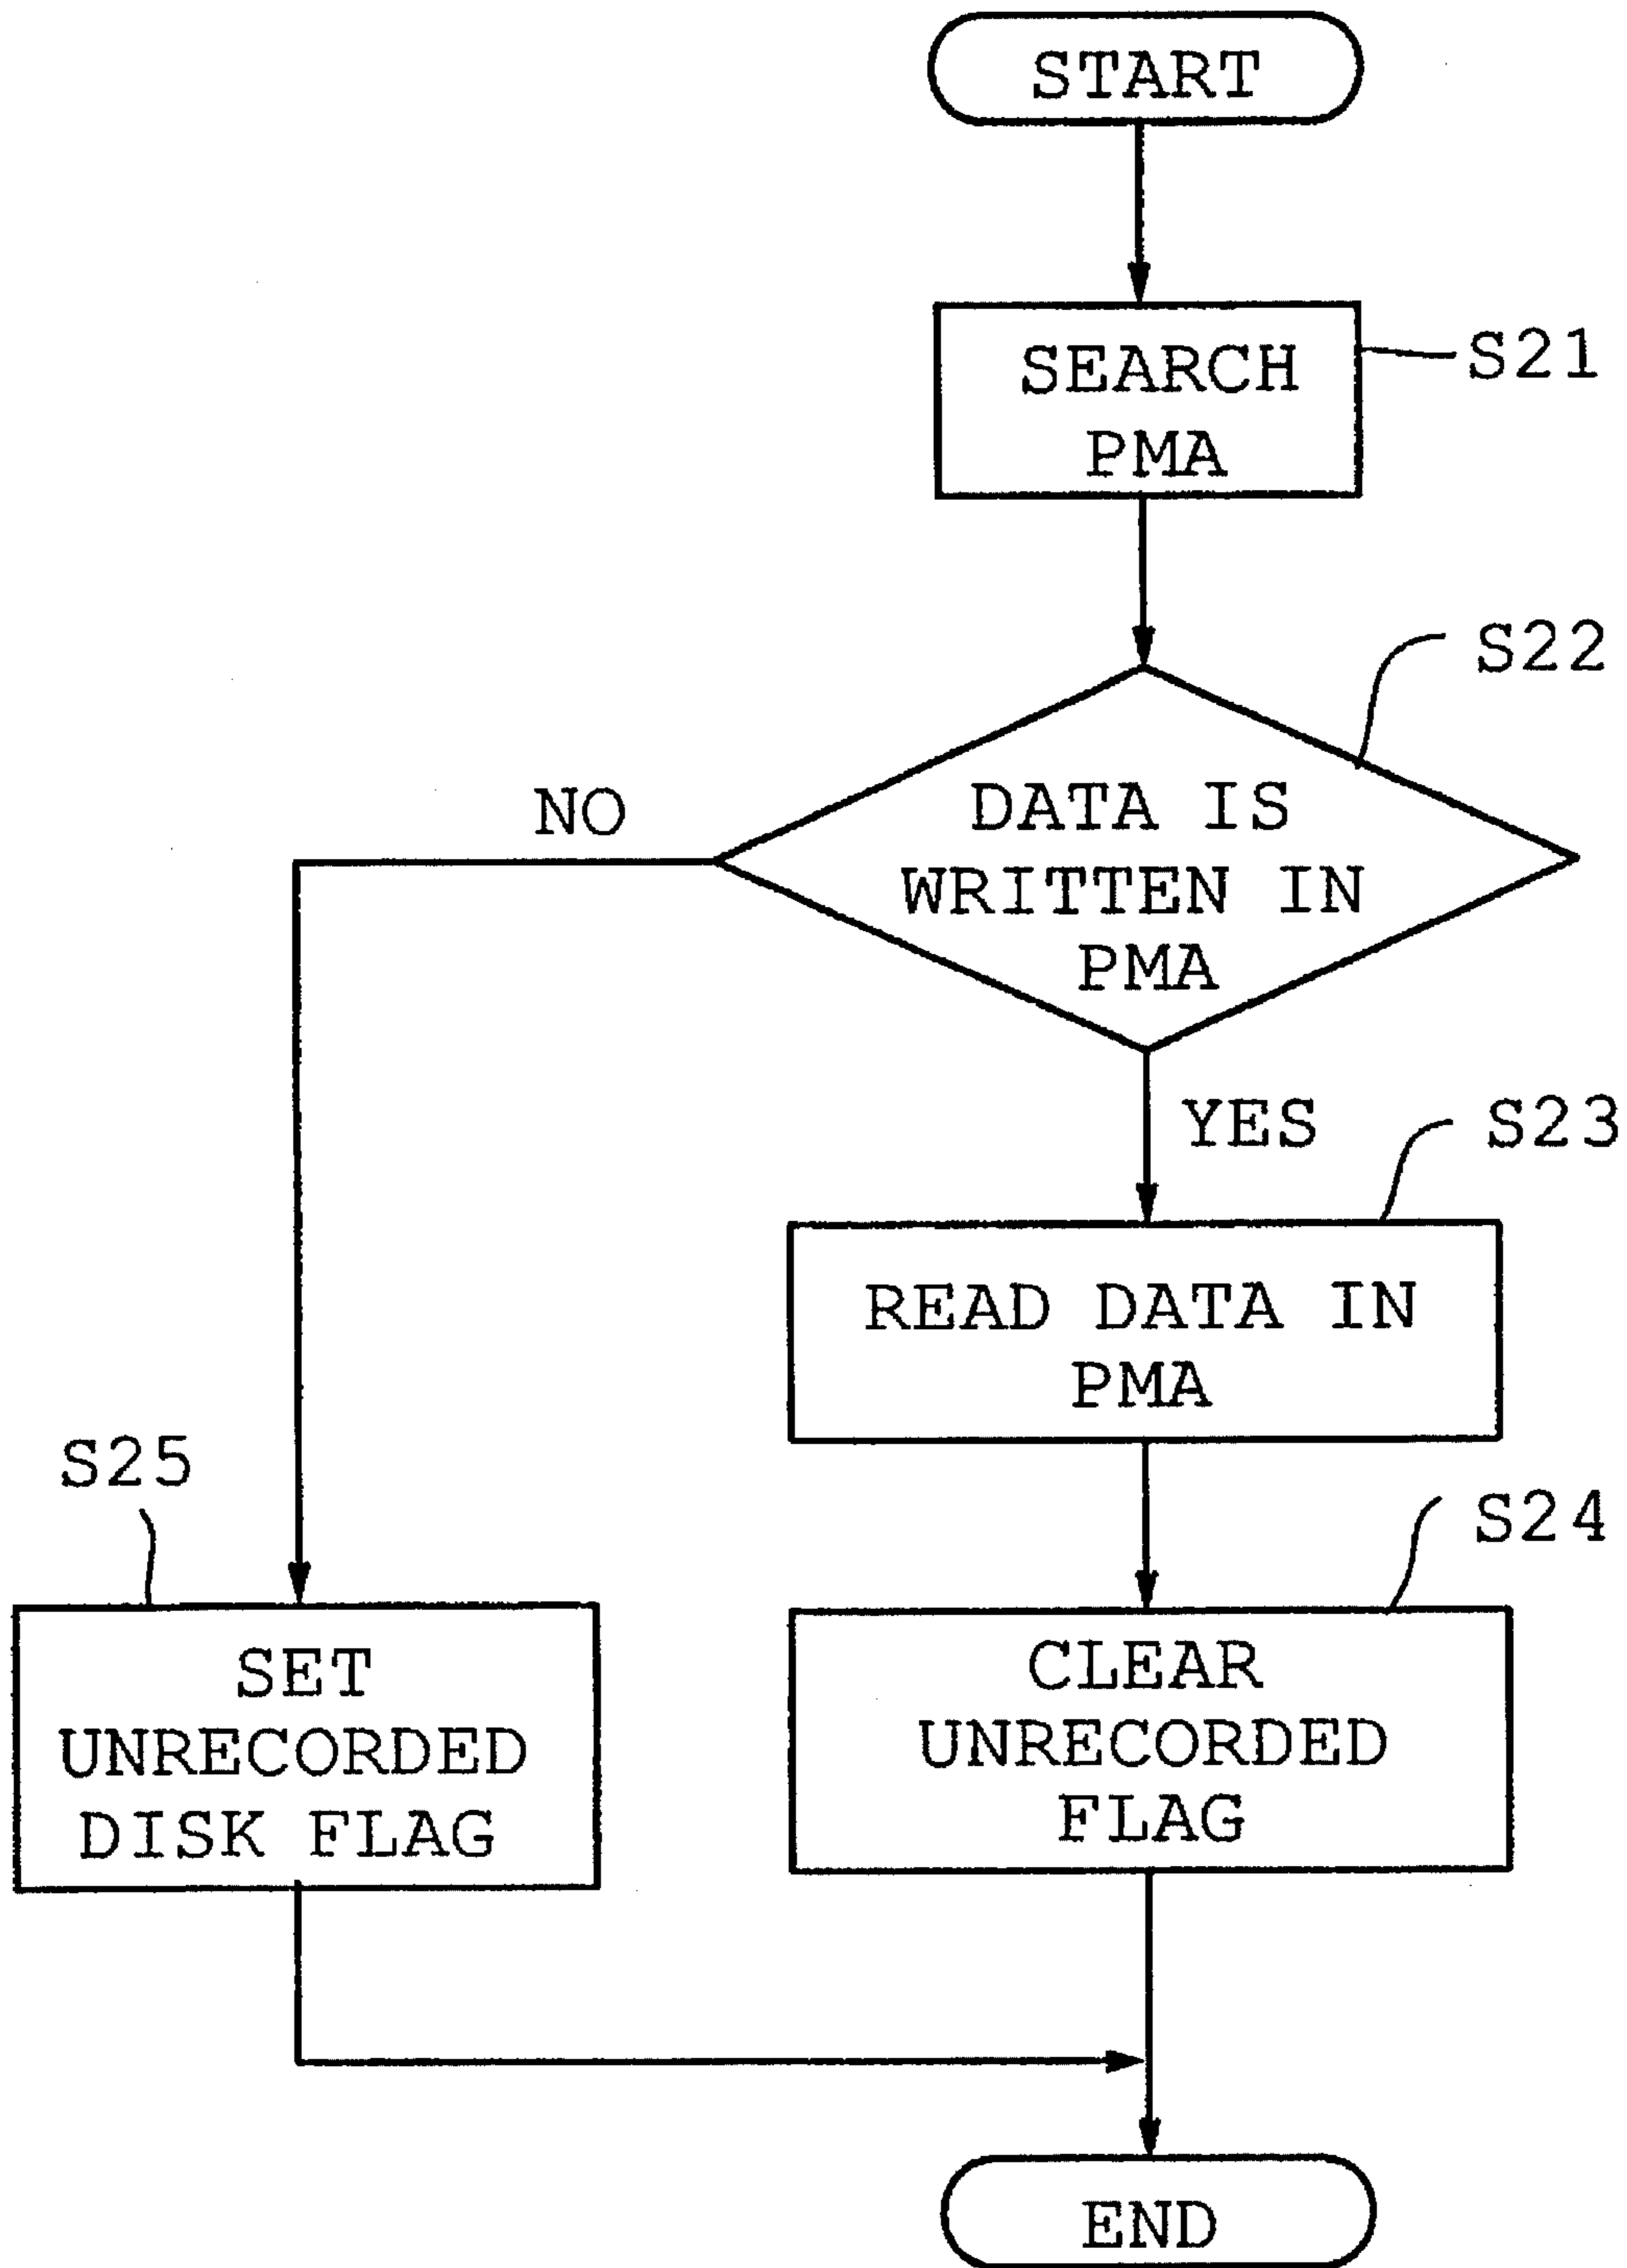 START
SEARCH
PMA
S21
S22
DATA IS
WRITTEN IN
PMA
NO
YES
S23
READ DATA IN
PMA
S25
S24
SET
UNRECORDED
DISK FLAG
CLEAR
UNRECORDED
FLAG
END